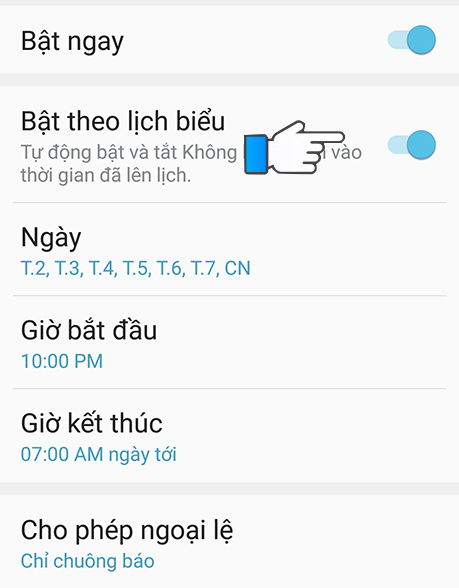 Bật ngay
Bật theo lịch biểu
Tự động bật và tắt Không vào
thời gian đã lên lịch.
Ngày
T.2, T.3, T.4, T.5, T.6, T.7, CN
Giờ bắt đầu
10:00 PM
Giờ kết thúc
07:00 AM ngày tới
Cho phép ngoại lệ
Chỉ chuông báo